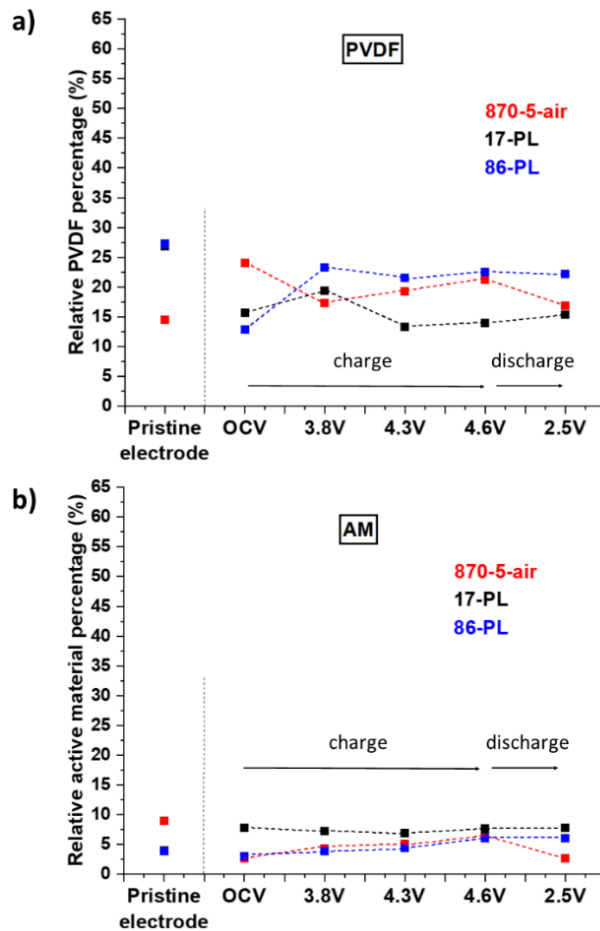 a)
PVDF
870-5-air
17-PL
86-PL
Relative PVDF percentage (%)
65
60
55
50
45
40
35
30
25
20
15
10
5
0
charge
discharge
Pristine
electrode
OCV
3.8V
4.3V
4.6V
2.5V
b)
AM
870-5-air
17-PL
86-PL
Relative active material percentage (%)
65
60
55
50
45
40
35
30
25
20
15
10
5
0
charge
discharge
Pristine
electrode
OCV
3.8V
4.3V
4.6V
2.5V